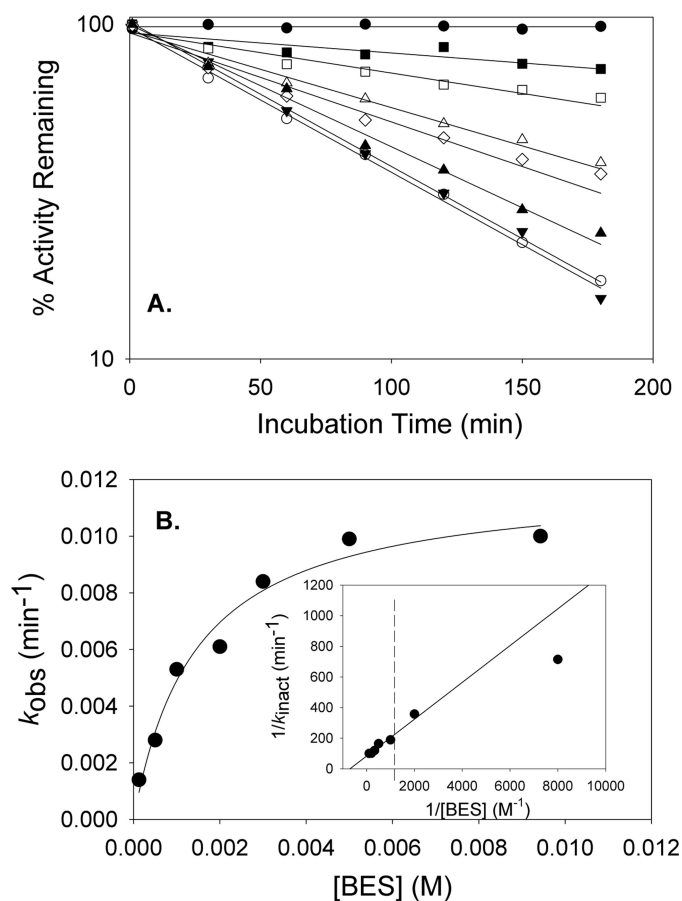 100
% Activity Remaining
A.
10
0 50 100 150 200
Incubation Time (min)
0.012
B.
0.010
0.008
0.006
0.004
0.002
0.000
kobs (min-1)
1200
1000
800
600
400
200
0
1/kinact (min-1)
0 2000 4000 6000 8000 10000
1/[BES] (M-1)
0.000 0.002 0.004 0.006 0.008 0.010 0.012
[BES] (M)